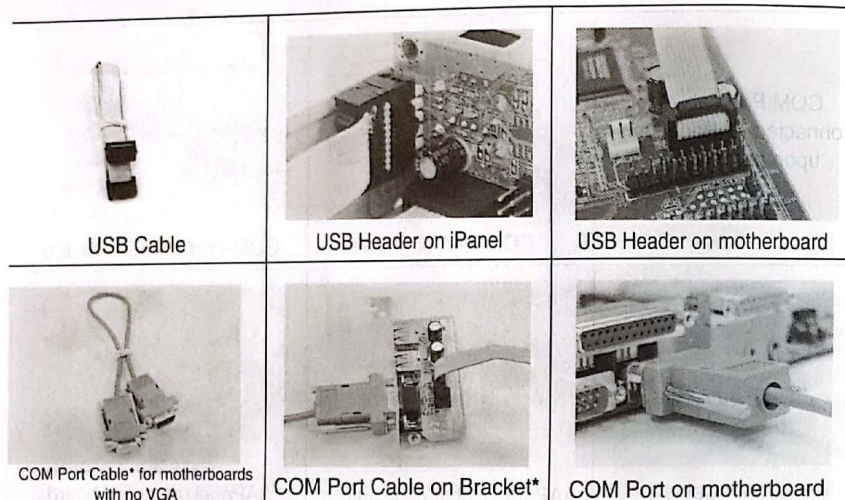 USB Cable
USB Header on iPanel
USB Header on motherboard
COM Port Cable* for motherboards
with no VGA
COM Port Cable on Bracket*
COM Port on motherboard